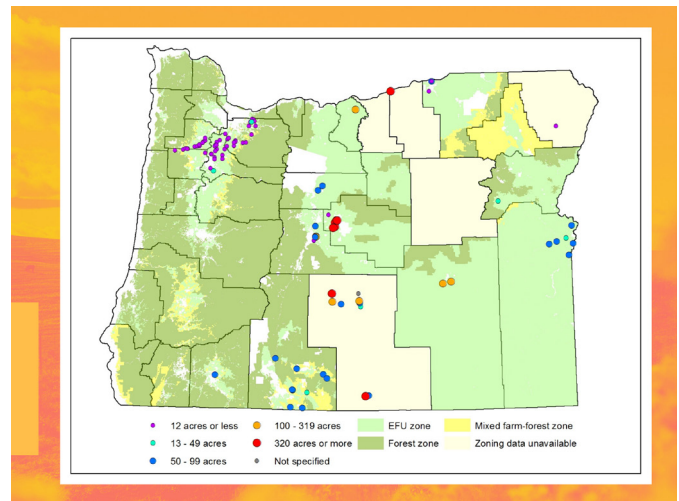 12 acres or less 100 - 319 acres EFU zone Mixed farm-forest zone
13 - 49 acres 320 acres or more Forest zone Zoning data unavailable
50 - 99 acres Not specified